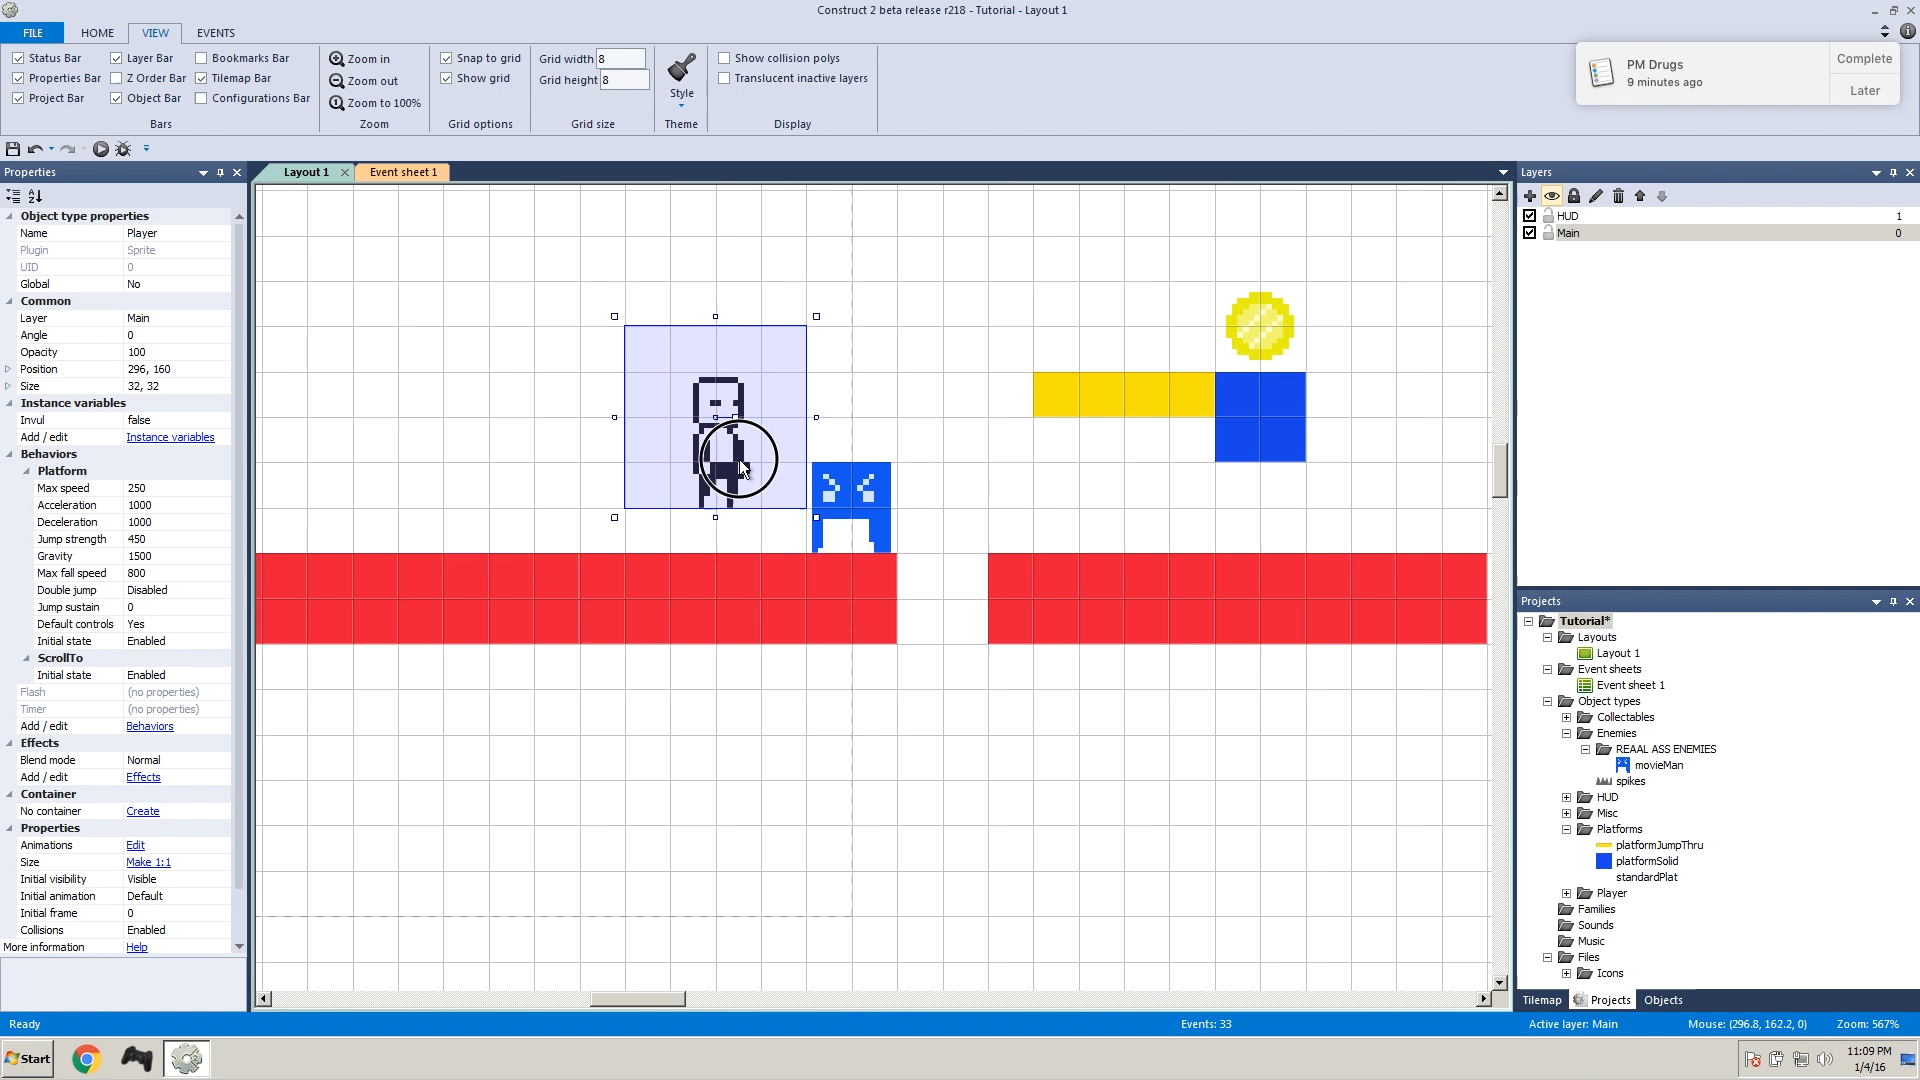 Construct 2 beta release r218 - Tutorial - Layout 1
FILE HOME VIEW EVENTS
Status Bar Layer Bar Bookmarks Bar
Properties Bar Z Order Bar Tilemap Bar
Project Bar Object Bar Configurations Bar
Bars
Zoom in
Zoom out
Zoom to 100%
Zoom
Snap to grid
Show grid
Grid options
Grid width 8
Grid height 8
Grid size
Style
Theme
Show collision polys
Translucent inactive layers
Display
PM Drugs
9 minutes ago
Complete
Later
Properties
Layout 1 Event sheet 1
Object type properties
Name Player
Plugin Sprite
UID 0
Global No
Common
Layer Main
Angle 0
Opacity 100
Position 296, 160
Size 32, 32
Instance variables
Invul false
Add / edit Instance variables
Behaviors
Platform
Max speed 250
Acceleration 1000
Deceleration 1000
Jump strength 450
Gravity 1500
Max fall speed 800
Double jump Disabled
Jump sustain 0
Default controls Yes
Initial state Enabled
ScrollTo
Initial state Enabled
Flash (no properties)
Timer (no properties)
Add / edit Behaviors
Effects
Blend mode Normal
Add / edit Effects
Container
No container Create
Properties
Animations Edit
Size Make 1:1
Initial visibility Visible
Initial animation Default
Initial frame 0
Collisions Enabled
More information Help
Layers
HUD 1
Main 0
Projects
Tutorial*
Layouts
Layout 1
Event sheets
Event sheet 1
Object types
Collectables
Enemies
REAAL ASS ENEMIES
movieMan
spikes
HUD
Misc
Platforms
platformJumpThru
platformSolid
standardPlat
Player
Families
Sounds
Music
Files
Icons
Tilemap Projects Objects
Ready Events: 33 Active layer: Main Mouse: (296.8, 162.2, 0) Zoom: 567%
Start
11:09 PM
1/4/16